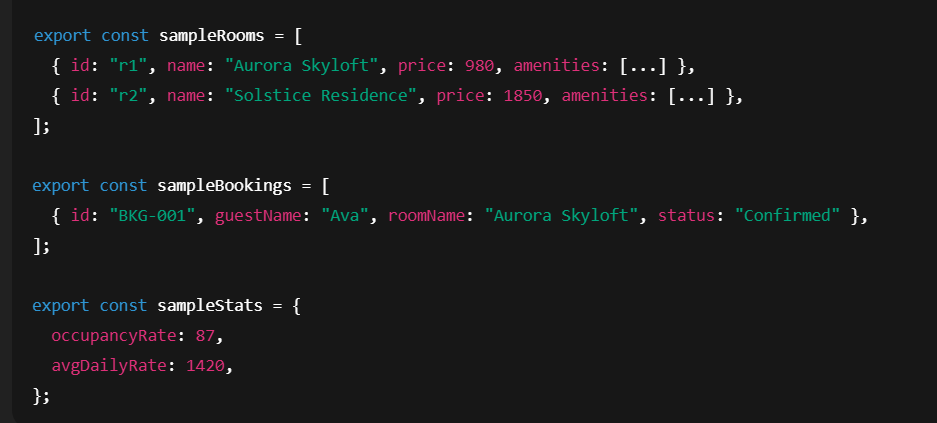 export const sampleRooms = [
  { id: "r1", name: "Aurora Skyloft", price: 980, amenities: [...] },
  { id: "r2", name: "Solstice Residence", price: 1850, amenities: [...] },
];

export const sampleBookings = [
  { id: "BKG-001", guestName: "Ava", roomName: "Aurora Skyloft", status: "Confirmed" },
];

export const sampleStats = {
  occupancyRate: 87,
  avgDailyRate: 1420,
};